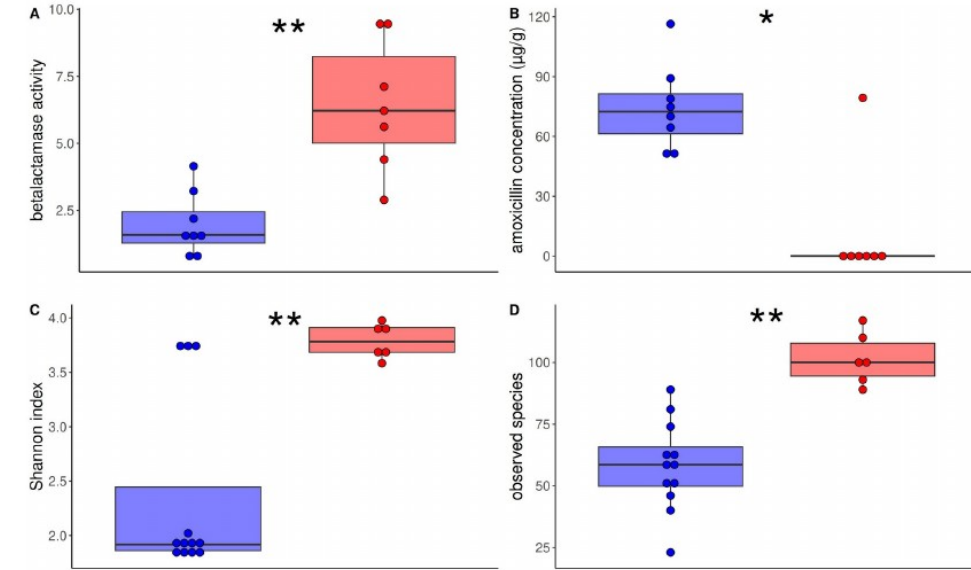 A
**
betalactamase activity
10.0
7.5
5.0
2.5
B
*
amoxicillin concentration (µg/g)
120
90
60
30
0
C
**
Shannon index
4.0
3.5
3.0
2.5
2.0
D
**
observed species
100
75
50
25